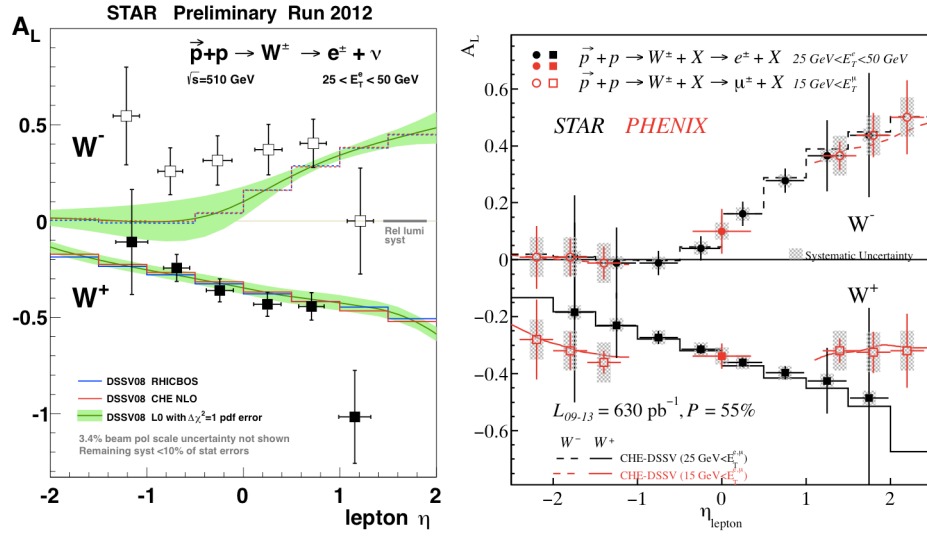 STAR Preliminary Run 2012
A_L
p+p → W± → e± + ν
√s=510 GeV
25 < E_T^e < 50 GeV
0.5
W-
0
Rel lumi
syst
W+
-0.5
DSSV08 RHICBOS
DSSV08 CHE NLO
DSSV08 L0 with Δχ²=1 pdf error
-1
3.4% beam pol scale uncertainty not shown
Remaining syst <10% of stat errors
-2 -1 0 1 2
lepton η
A_L
p+p → W± + X → e± + X 25 GeV<E_T^e<50 GeV
p+p → W± + X → μ± + X 15 GeV<E_T^μ
0.6
STAR PHENIX
0.4
0.2
W-
Systematic Uncertainty
0
W+
-0.2
-0.4
L_09-13 = 630 pb⁻¹, P = 55%
-0.6
W- W+
CHE-DSSV (25 GeV<E_T^e,μ)
CHE-DSSV (15 GeV<E_T^e,μ)
-2 -1 0 1 2
η_lepton